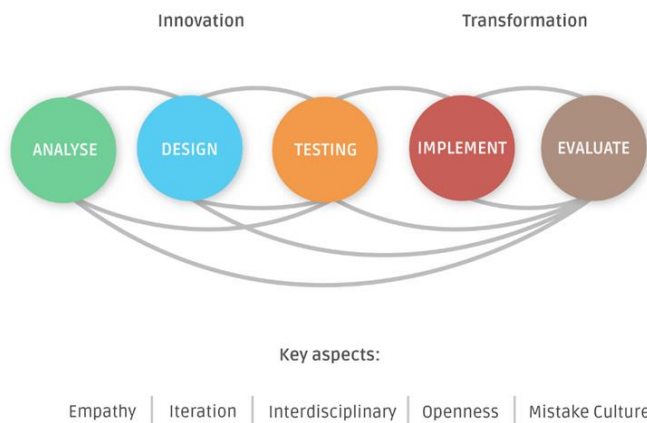 Innovation Transformation
ANALYSE DESIGN TESTING IMPLEMENT EVALUATE
Key aspects:
Empathy Iteration Interdisciplinary Openness Mistake Culture